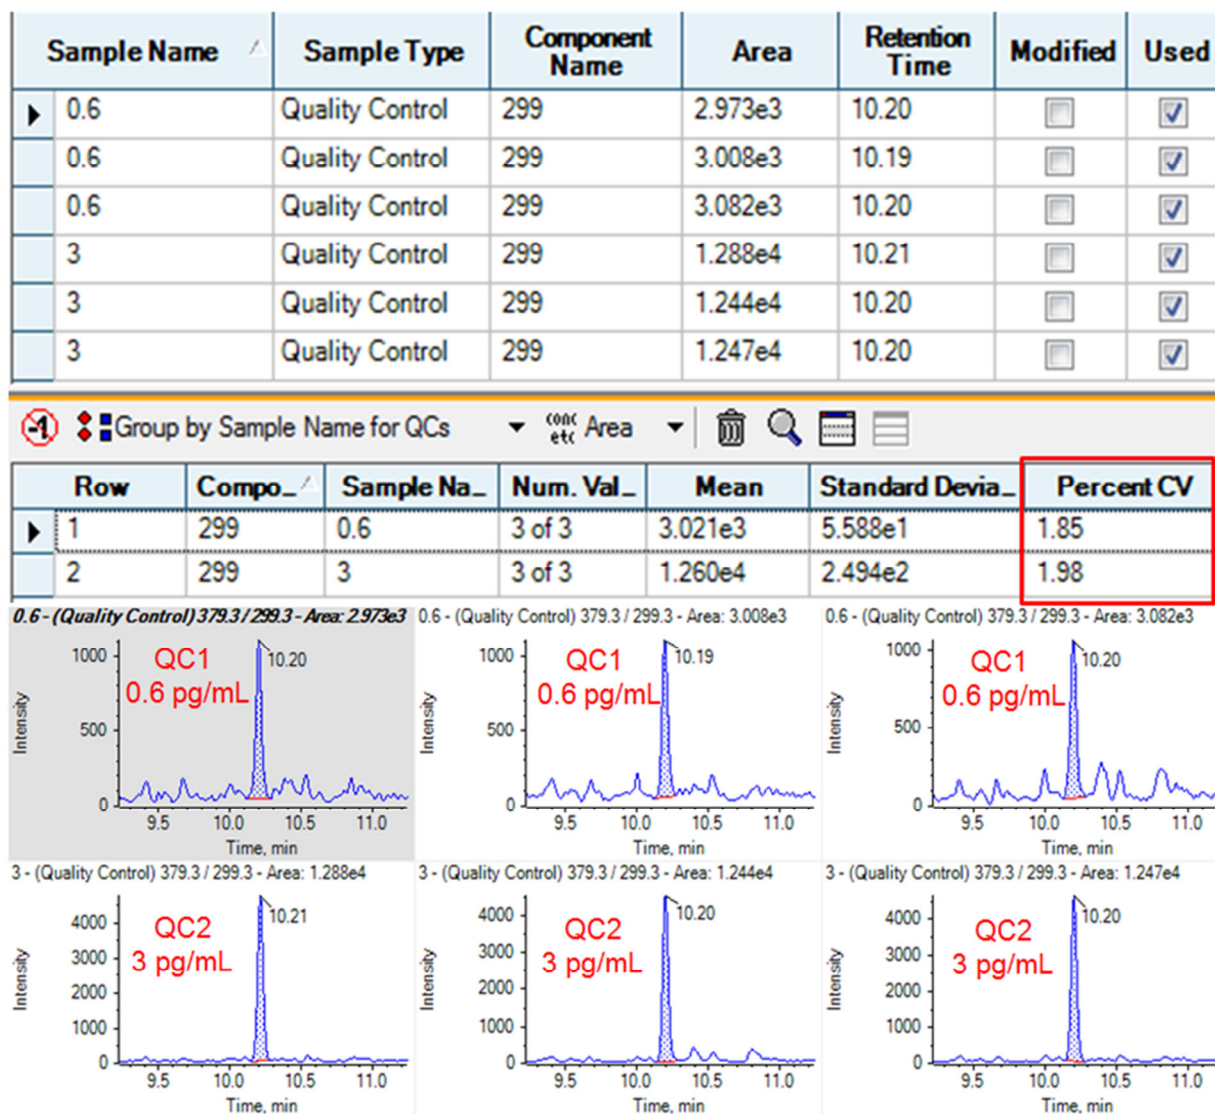 Sample Name Sample Type Component Name Area Retention Time Modified Used
0.6 Quality Control 299 2.973e3 10.20
0.6 Quality Control 299 3.008e3 10.19
0.6 Quality Control 299 3.082e3 10.20
3 Quality Control 299 1.288e4 10.21
3 Quality Control 299 1.244e4 10.20
3 Quality Control 299 1.247e4 10.20
Group by Sample Name for QCs conc etc Area
Row Compo... Sample Na... Num. Val... Mean Standard Devia... Percent CV
1 299 0.6 3 of 3 3.021e3 5.588e1 1.85
2 299 3 3 of 3 1.260e4 2.494e2 1.98
0.6 - (Quality Control) 379.3 / 299.3 - Area: 2.973e3
Intensity
1000
500
0
QC1
0.6 pg/mL
10.20
9.5 10.0 10.5 11.0
Time, min
0.6 - (Quality Control) 379.3 / 299.3 - Area: 3.008e3
Intensity
1000
500
0
QC1
0.6 pg/mL
10.19
9.5 10.0 10.5 11.0
Time, min
0.6 - (Quality Control) 379.3 / 299.3 - Area: 3.082e3
Intensity
1000
500
0
QC1
0.6 pg/mL
10.20
9.5 10.0 10.5 11.0
Time, min
3 - (Quality Control) 379.3 / 299.3 - Area: 1.288e4
Intensity
4000
3000
2000
1000
0
QC2
3 pg/mL
10.21
9.5 10.0 10.5 11.0
Time, min
3 - (Quality Control) 379.3 / 299.3 - Area: 1.244e4
Intensity
4000
3000
2000
1000
0
QC2
3 pg/mL
10.20
9.5 10.0 10.5 11.0
Time, min
3 - (Quality Control) 379.3 / 299.3 - Area: 1.247e4
Intensity
4000
3000
2000
1000
0
QC2
3 pg/mL
10.20
9.5 10.0 10.5 11.0
Time, min